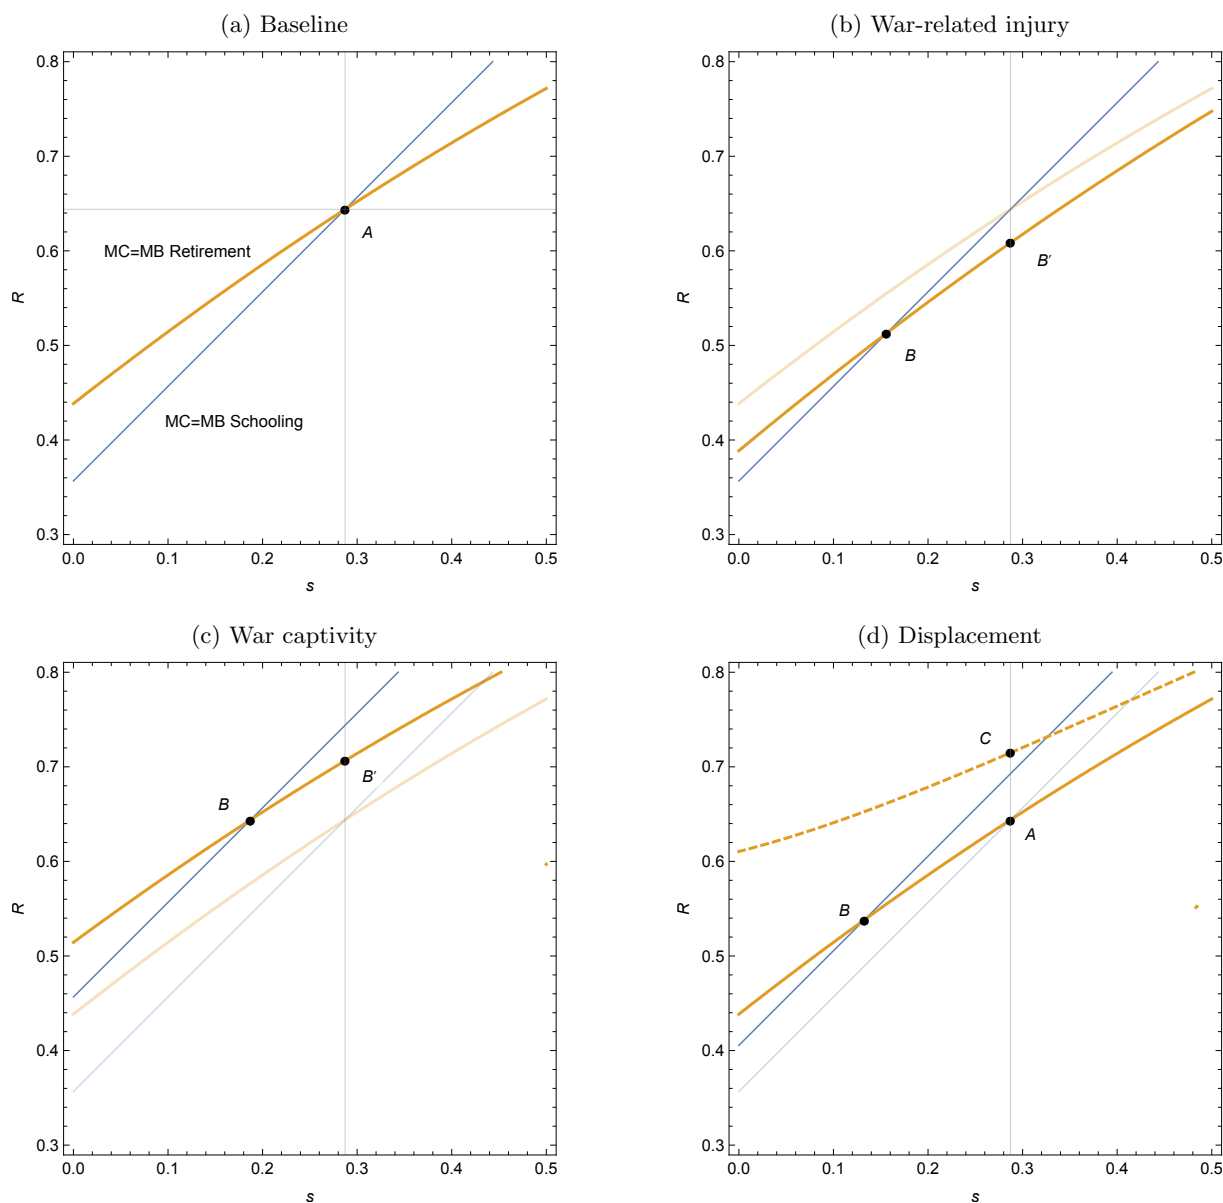 (a) Baseline
0.8
0.7
0.6
0.5
0.4
0.3
R
A
MC=MB Retirement
MC=MB Schooling
0.0 0.1 0.2 0.3 0.4 0.5
s
(b) War-related injury
0.8
0.7
0.6
0.5
0.4
0.3
R
B′
B
0.0 0.1 0.2 0.3 0.4 0.5
s
(c) War captivity
0.8
0.7
0.6
0.5
0.4
0.3
R
B
B′
0.0 0.1 0.2 0.3 0.4 0.5
s
(d) Displacement
0.8
0.7
0.6
0.5
0.4
0.3
R
C
A
B
0.0 0.1 0.2 0.3 0.4 0.5
s